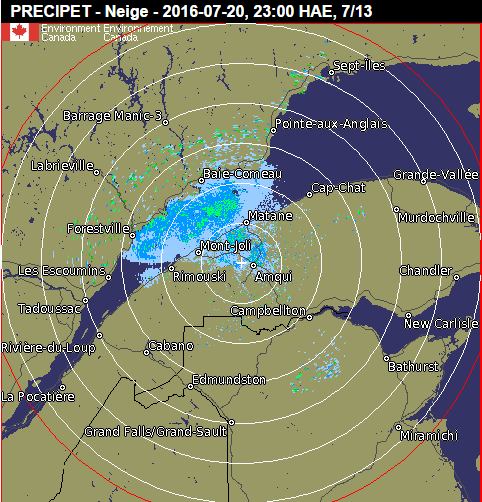 PRECIPET - Neige - 2016-07-20, 23:00 HAE, 7/13
Environment Environnement
Canada Canada
Sept-Îles
Barrage Manic-3
Pointe-aux-Anglais
Labrieville
Baie-Comeau
Grande-Vallée
Cap-Chat
Matane
Murdochville
Forestville
Mont-Joli
Les Escoumins
Rimouski
Amqui
Chandler
Tadoussac
Campbellton
New Carlisle
Rivière-du-Loup
Cabano
Bathurst
Edmundston
La Pocatière
Grand Falls/Grand-Sault
Miramichi